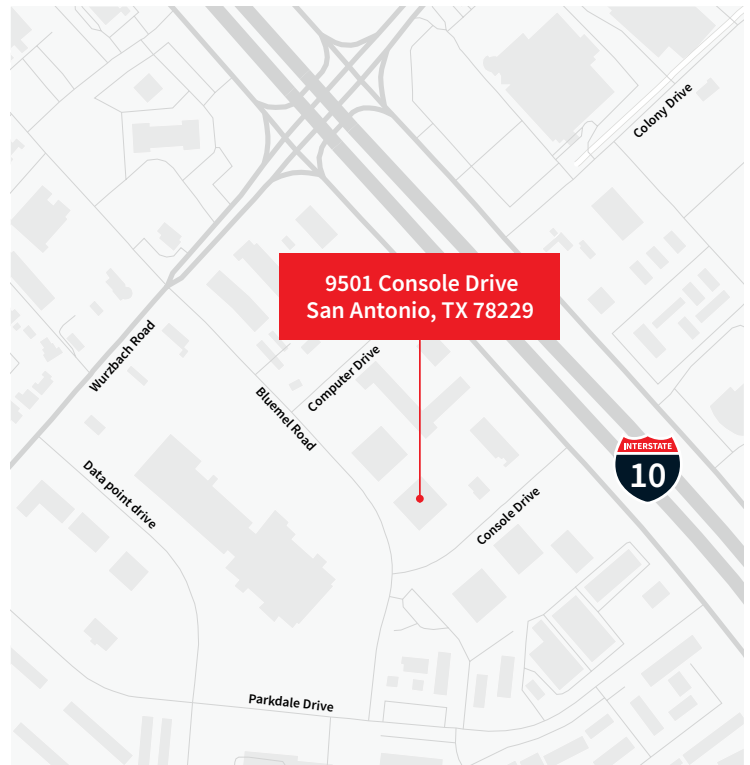 Colony Drive
9501 Console Drive
San Antonio, TX 78229
Wurzbach Road
Computer Drive
Bluemel Road
INTERSTATE
10
Data point drive
Console Drive
Parkdale Drive